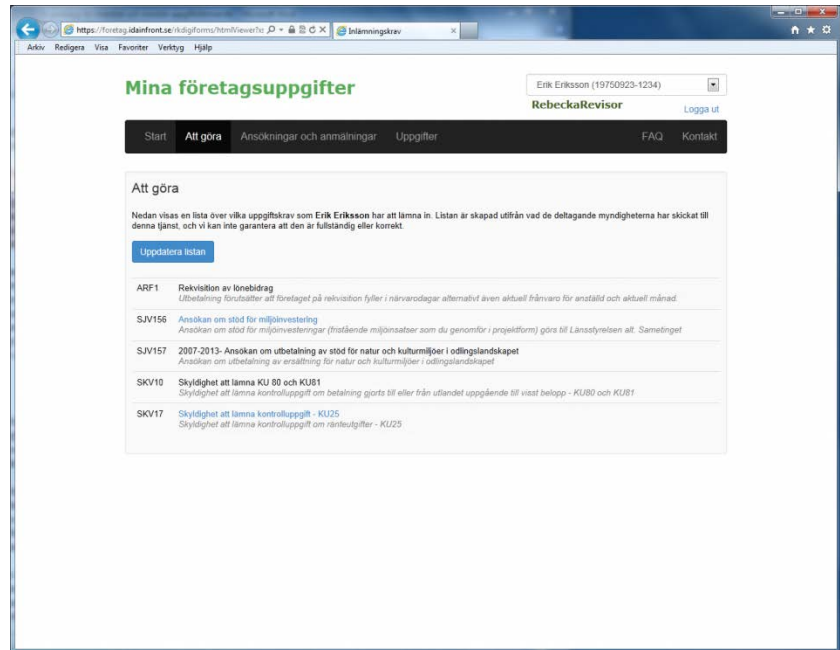 https://foretag.idainfront.se/rkdigiforms/htmlViewer?c
Inlämningskrav
Arkiv Redigera Visa Favoriter Verktyg Hjälp
Mina företagsuppgifter
Erik Eriksson (19750923-1234)
RebeckaRevisor
Logga ut
Start Att göra Ansökningar och anmälningar Uppgifter FAQ Kontakt
Att göra
Nedan visas en lista över vilka uppgiftskrav som Erik Eriksson har att lämna in. Listan är skapad utifrån vad de deltagande myndigheterna har skickat till
denna tjänst, och vi kan inte garantera att den är fullständig eller korrekt.
Uppdatera listan
ARF1 Rekvisition av lönebidrag
Utbetalning förutsätter att företaget på rekvisition fyller i närvarodagar alternativt även aktuell frånvaro för anställd och aktuell månad.
SJV156 Ansökan om stöd för miljöinvestering
Ansökan om stöd för miljöinvesteringar (fristående miljöinsatser som du genomför i projektform) görs till Länsstyrelsen alt. Sametinget
SJV157 2007-2013- Ansökan om utbetalning av stöd för natur och kulturmiljöer i odlingslandskapet
Ansökan om utbetalning av ersättning för natur och kulturmiljöer i odlingslandskapet
SKV10 Skyldighet att lämna KU 80 och KU81
Skyldighet att lämna kontrolluppgift om betalning gjorts till eller från utlandet uppgående till visst belopp - KU80 och KU81
SKV17 Skyldighet att lämna kontrolluppgift - KU25
Skyldighet att lämna kontrolluppgift om ränteutgifter - KU25